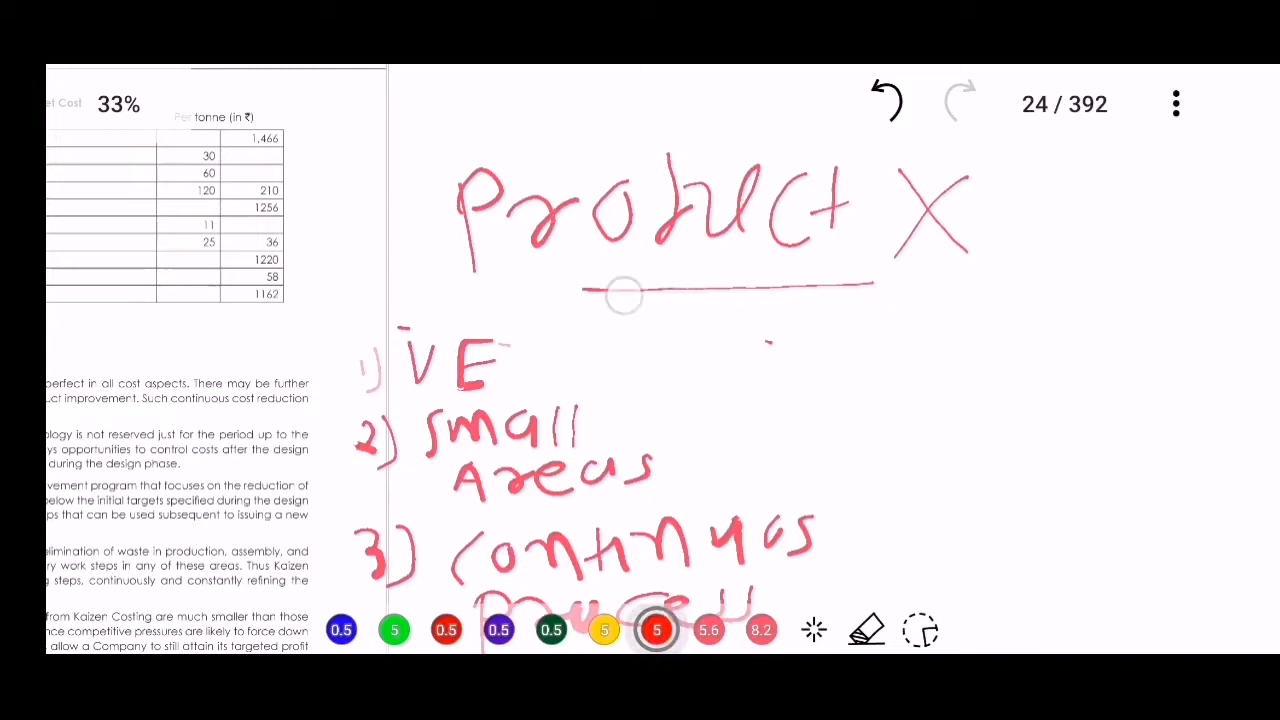 et Cost 33%
24 / 392
Per tonne (in ₹)
1,466
30
60
120 210
1256
11
25 36
1220
58
1162
Product X
1) VE
2) Small
Areas
3) Continuos
process
perfect in all cost aspects. There may be further
uct improvement. Such continuous cost reduction
ology is not reserved just for the period up to the
ys opportunities to control costs after the design
during the design phase.
vement program that focuses on the reduction of
below the initial targets specified during the design
ps that can be used subsequent to issuing a new
elimination of waste in production, assembly, and
ry work steps in any of these areas. Thus Kaizen
g steps, continuously and constantly refining the
from Kaizen Costing are much smaller than those
nce competitive pressures are likely to force down
allow a Company to still attain its targeted profit
0.5 5 0.5 0.5 0.5 5 5 5.6 8.2